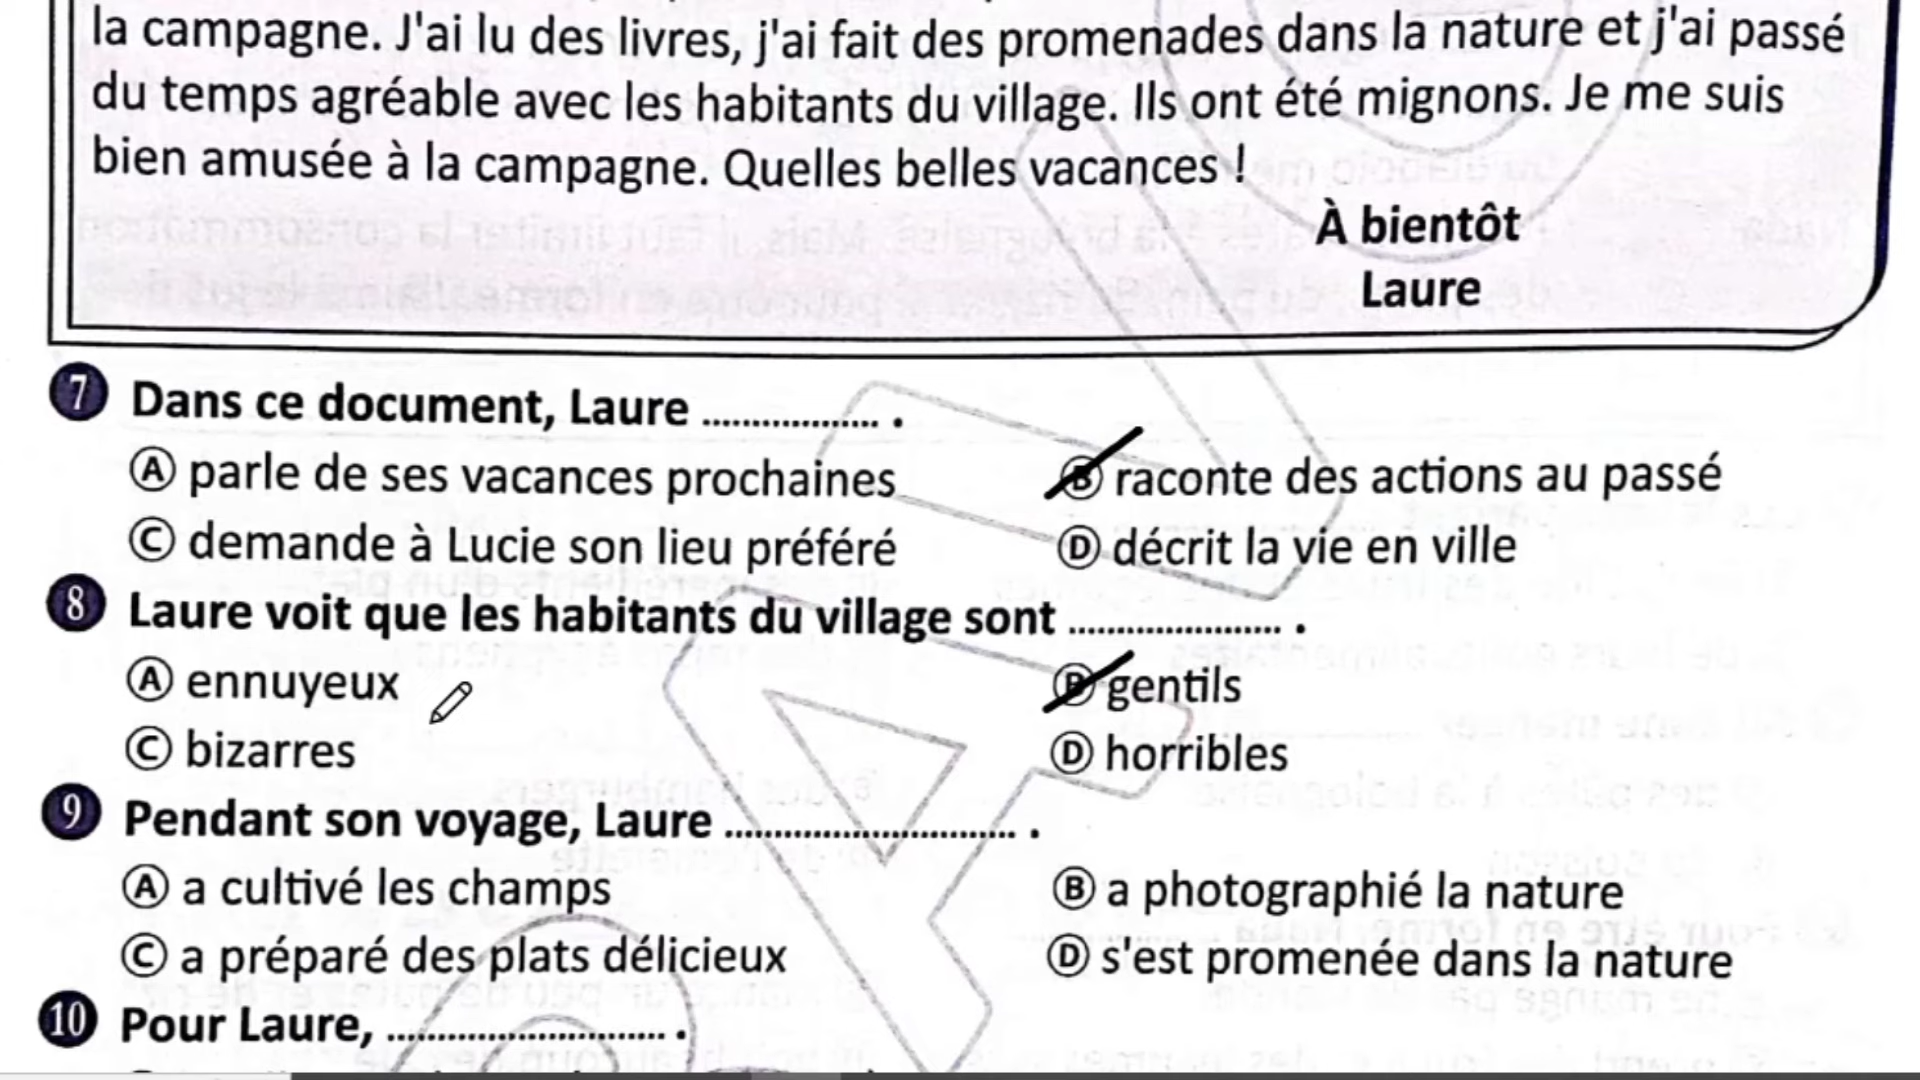 la campagne. J'ai lu des livres, j'ai fait des promenades dans la nature et j'ai passé
du temps agréable avec les habitants du village. Ils ont été mignons. Je me suis
bien amusée à la campagne. Quelles belles vacances !
À bientôt
Laure
7 Dans ce document, Laure .................. .
A parle de ses vacances prochaines
B raconte des actions au passé
C demande à Lucie son lieu préféré
D décrit la vie en ville
8 Laure voit que les habitants du village sont ..................... .
A ennuyeux
B gentils
C bizarres
D horribles
9 Pendant son voyage, Laure ............................. .
A a cultivé les champs
B a photographié la nature
C a préparé des plats délicieux
D s'est promenée dans la nature
10 Pour Laure, ............................ .